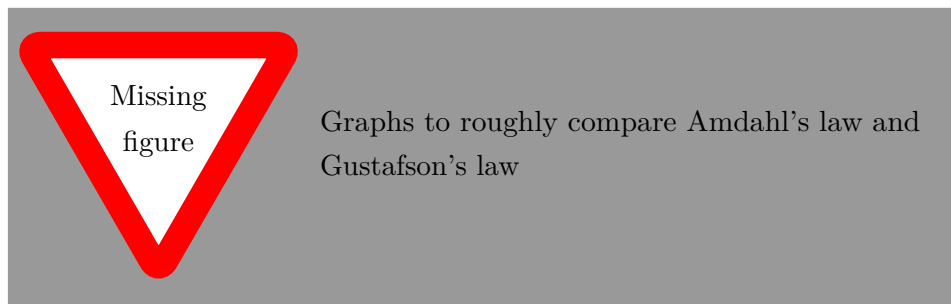 Missing
figure
Graphs to roughly compare Amdahl's law and
Gustafson's law